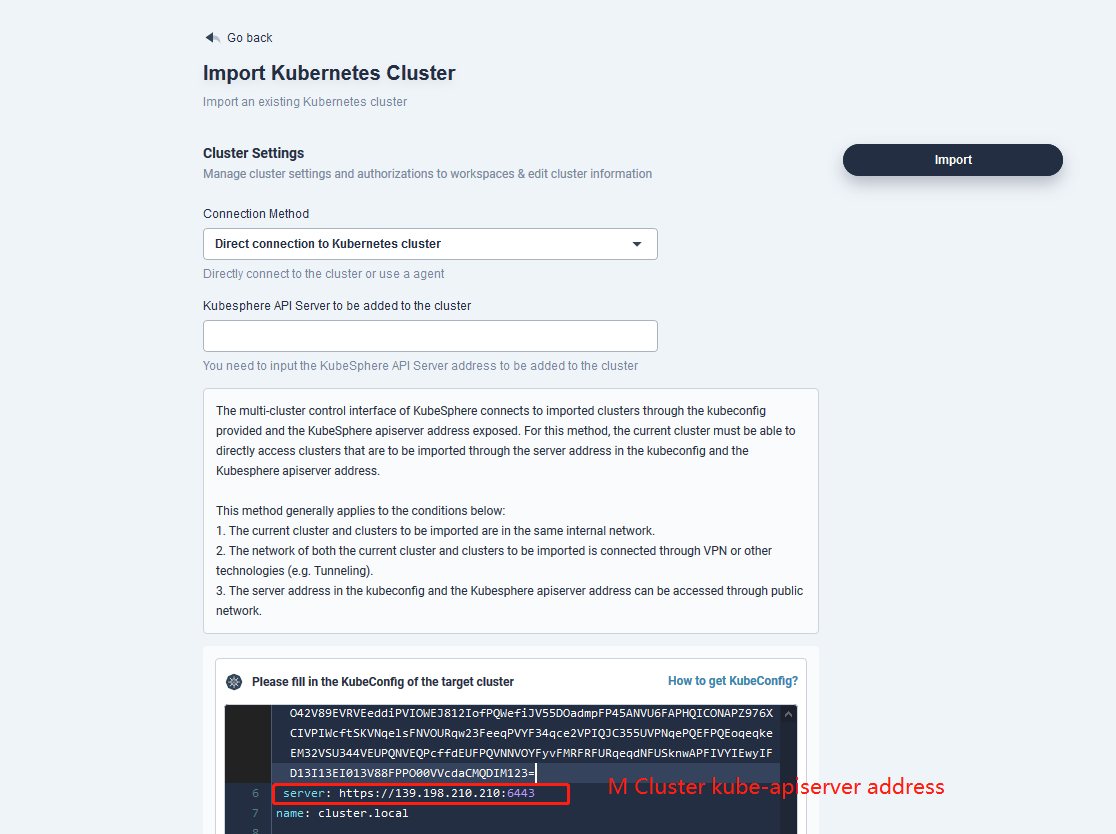 Go back
Import Kubernetes Cluster
Import an existing Kubernetes cluster
Cluster Settings
Manage cluster settings and authorizations to workspaces & edit cluster information
Import
Connection Method
Direct connection to Kubernetes cluster
Directly connect to the cluster or use a agent
Kubesphere API Server to be added to the cluster
You need to input the KubeSphere API Server address to be added to the cluster
The multi-cluster control interface of KubeSphere connects to imported clusters through the kubeconfig
provided and the KubeSphere apiserver address exposed. For this method, the current cluster must be able to
directly access clusters that are to be imported through the server address in the kubeconfig and the
Kubesphere apiserver address.
This method generally applies to the conditions below:
1. The current cluster and clusters to be imported are in the same internal network.
2. The network of both the current cluster and clusters to be imported is connected through VPN or other
technologies (e.g. Tunneling).
3. The server address in the kubeconfig and the Kubesphere apiserver address can be accessed through public
network.
Please fill in the KubeConfig of the target cluster
How to get KubeConfig?
O42V89EVRVEeddiPVIOWEJ812IofPQWefiJV55DOadmpFP45ANVU6FAPHQICONAPZ976X
CIVPIWcftSKVNqelsFNVOURqw23FeeqPVYF34qce2VPIQJC355UVPNqePQEFPQEoqeqke
EM32VSU344VEUPQNVEQPcffdEUFPQVNNVOYFyvFMRFRFURqeqdNFUSknwAPFIVYIEwyIF
D13I13EI013V88FPPO00VVcdaCMQDIM123=
6 server: https://139.198.210.210:6443
M Cluster kube-apiserver address
7 name: cluster.local
8